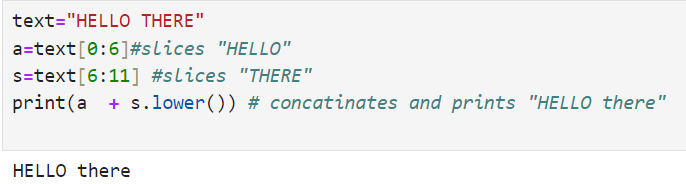 text="HELLO THERE"
a=text[0:6]#slices "HELLO"
s=text[6:11] #slices "THERE"
print(a  + s.lower()) # concatinates and prints "HELLO there"
HELLO there